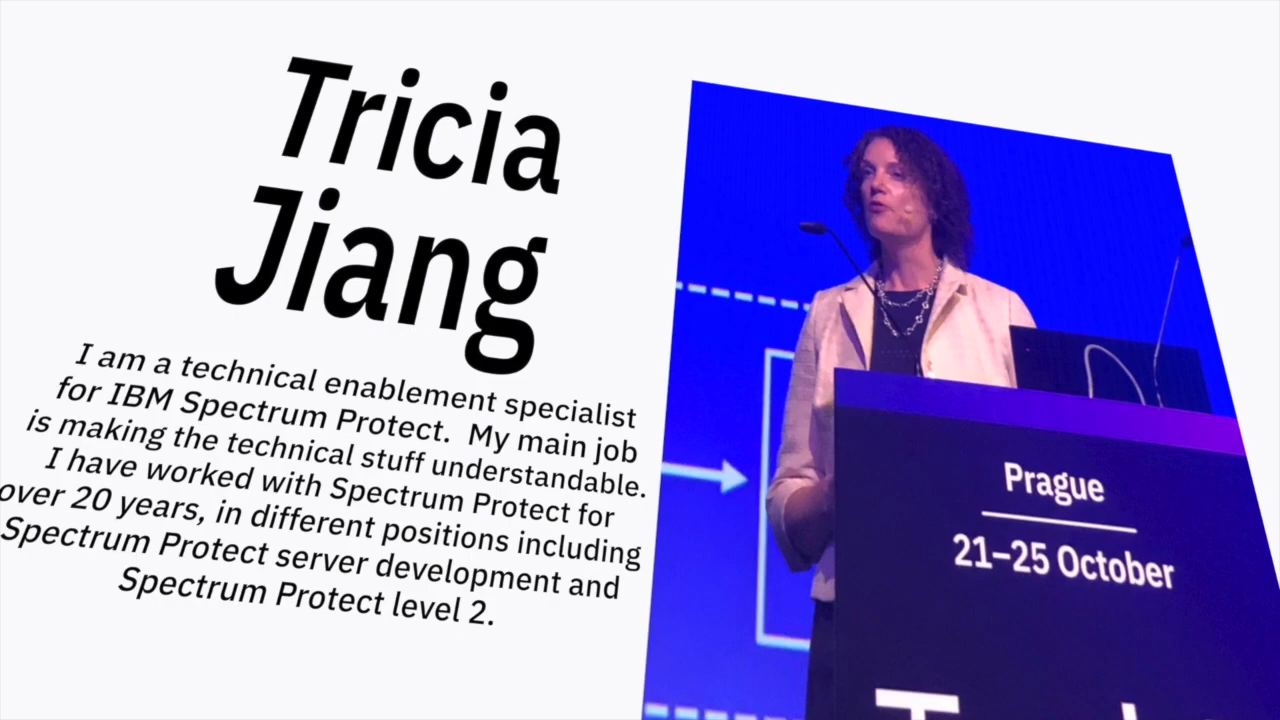 Tricia
Jiang
I am a technical enablement specialist
for IBM Spectrum Protect. My main job
is making the technical stuff understandable.
I have worked with Spectrum Protect for
over 20 years, in different positions including
Spectrum Protect server development and
Spectrum Protect level 2.
Prague
21–25 October